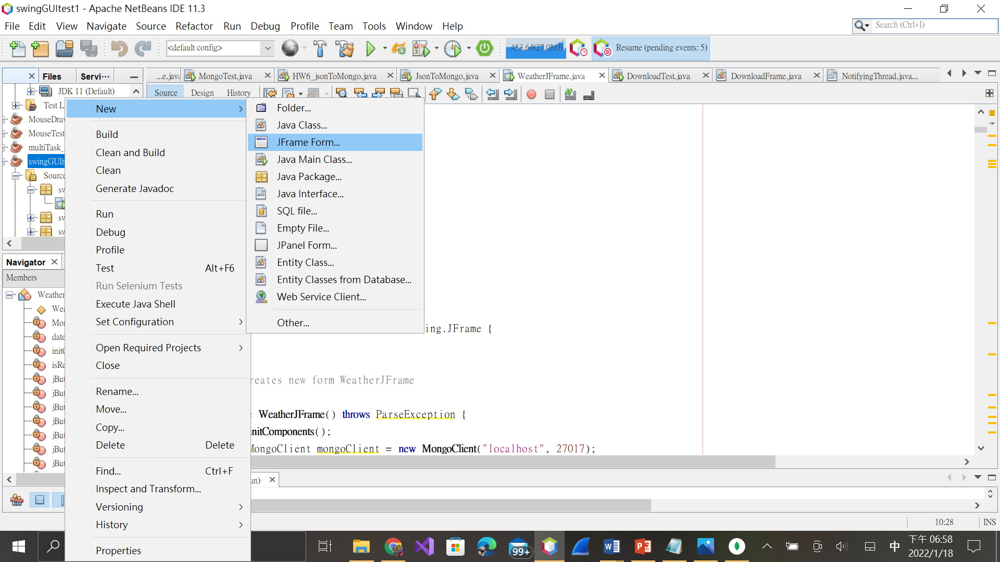 swingGUItest1 - Apache NetBeans IDE 11.3
File Edit View Navigate Source Refactor Run Debug Profile Team Tools Window Help
Search (Ctrl+I)
<default config>
453.6/827.0MB
Resume (pending events: 5)
Files
Servi...
...e.java
MongoTest.java
HW6_jsonToMongo.java
JsonToMongo.java
WeatherJFrame.java
DownloadTest.java
DownloadFrame.java
NotifyingThread.java...
JDK 11 (Default)
Source Design History
Test L
MouseDra
MouseTest
multiTask_
swingGUIt
Source
sw
sw
sw
New
Build
Clean and Build
Clean
Generate Javadoc
Run
Debug
Profile
Test Alt+F6
Run Selenium Tests
Execute Java Shell
Set Configuration
Open Required Projects
Close
Rename...
Move...
Copy...
Delete Delete
Find... Ctrl+F
Inspect and Transform...
Versioning
History
Properties
Folder...
Java Class...
JFrame Form...
Java Main Class...
Java Package...
Java Interface...
SQL file...
Empty File...
JPanel Form...
Entity Class...
Entity Classes from Database...
Web Service Client...
Other...
ing.JFrame {
reates new form WeatherJFrame
WeatherJFrame() throws ParseException {
initComponents();
MongoClient mongoClient = new MongoClient("localhost", 27017);
Navigator
Members
Weather
Wea
Mon
date
initC
isRe
jBut
jBut
jBut
jBut
jBut
jBut
jBut
un)
10:28
INS
99+
中
下午 06:58
2022/1/18